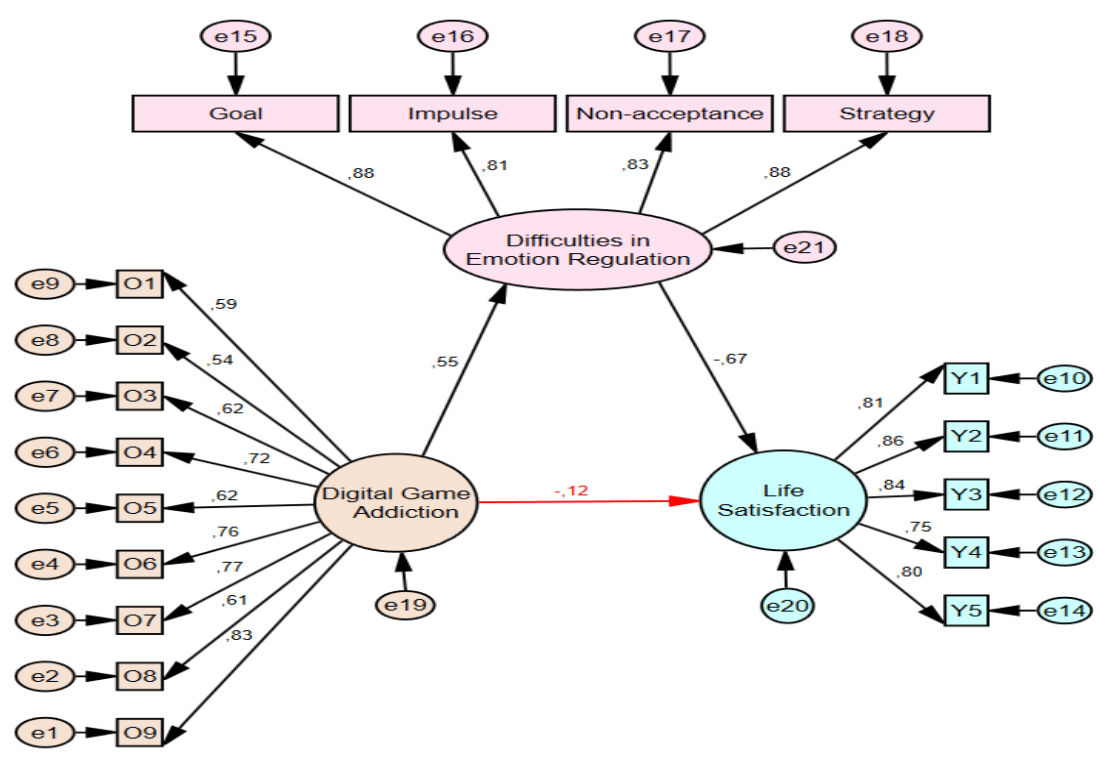 e15 e16 e17 e18
Goal Impulse Non-acceptance Strategy
,88 ,81 ,83 ,88
Difficulties in
Emotion Regulation
e21
e9 O1
,59
e8 O2
,54
e7 O3
,62
e6 O4
,72
e5 O5
,62
e4 O6
,76
e3 O7
,77
e2 O8
,61
e1 O9
,83
,55
-,67
-,12
Digital Game
Addiction
e19
Life
Satisfaction
e20
,81
Y1 e10
,86
Y2 e11
,84
Y3 e12
,75
Y4 e13
,80
Y5 e14